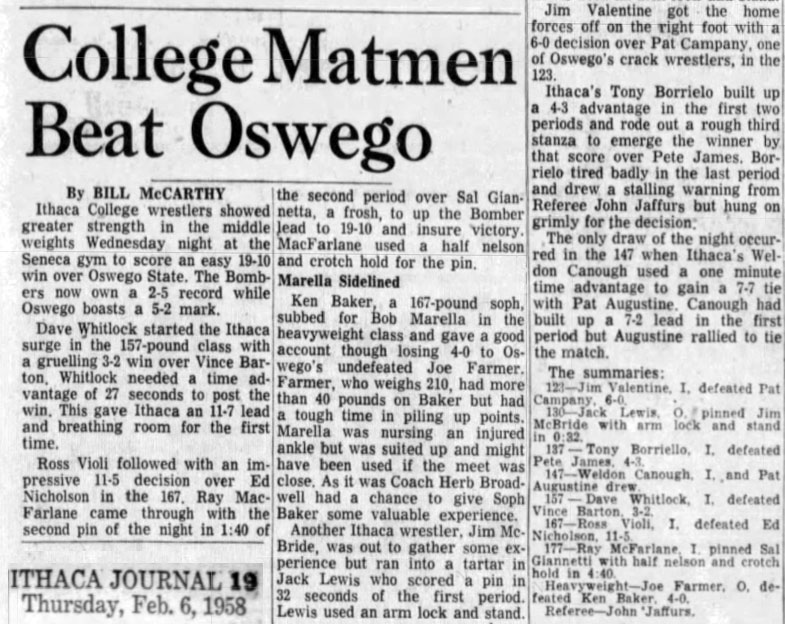 College Matmen
Beat Oswego
By BILL McCARTHY
Ithaca College wrestlers showed
greater strength in the middle
weights Wednesday night at the
Seneca gym to score an easy 19-10
win over Oswego State. The Bomb-
ers now own a 2-5 record while
Oswego boasts a 5-2 mark.
Dave Whitlock started the Ithaca
surge in the 157-pound class with
a gruelling 3-2 win over Vince Bar-
ton. Whitlock needed a time ad-
vantage of 27 seconds to post the
win. This gave Ithaca an 11-7 lead
and breathing room for the first
time.
Ross Violi followed with an im-
pressive 11-5 decision over Ed
Nicholson in the 167. Ray Mac-
Farlane came through with the
second pin of the night in 1:40 of
the second period over Sal Gian-
netta, a frosh, to up the Bomber
lead to 19-10 and insure victory.
MacFarlane used a half nelson
and crotch hold for the pin.
Marella Sidelined
Ken Baker, a 167-pound soph,
subbed for Bob Marella in the
heavyweight class and gave a good
account though losing 4-0 to Os-
wego's undefeated Joe Farmer.
Farmer, who weighs 210, had more
than 40 pounds on Baker but had
a tough time in piling up points.
Marella was nursing an injured
ankle but was suited up and might
have been used if the meet was
close. As it was Coach Herb Broad-
well had a chance to give Soph
Baker some valuable experience.
Another Ithaca wrestler, Jim Mc-
Bride, was out to gather some ex-
perience but ran into a tartar in
Jack Lewis who scored a pin in
32 seconds of the first period.
Lewis used an arm lock and stand.
Jim Valentine got the home
forces off on the right foot with a
6-0 decision over Pat Campany, one
of Oswego's crack wrestlers, in the
123.
Ithaca's Tony Borrielo built up
a 4-3 advantage in the first two
periods and rode out a rough third
stanza to emerge the winner by
that score over Pete James. Bor-
rielo tired badly in the last period
and drew a stalling warning from
Referee John Jaffurs but hung on
grimly for the decision.
The only draw of the night occur-
red in the 147 when Ithaca's Wel-
don Canough used a one minute
time advantage to gain a 7-7 tie
with Pat Augustine. Canough had
built up a 7-2 lead in the first
period but Augustine rallied to tie
the match.
The summaries:
123—Jim Valentine, I, defeated Pat
Campany, 6-0.
130—Jack Lewis, O, pinned Jim
McBride with arm lock and stand
in 0:32.
137 — Tony Borriello, I, defeated
Pete James, 4-3.
147—Weldon Canough, I, and Pat
Augustine drew.
157 — Dave Whitlock, I, defeated
Vince Barton, 3-2.
167—Ross Violi, I, defeated Ed
Nicholson, 11-5.
177—Ray McFarlane, I, pinned Sal
Giannetti with half nelson and crotch
hold in 4:40.
Heavyweight—Joe Farmer, O, de-
feated Ken Baker, 4-0.
Referee—John Jaffurs.
ITHACA JOURNAL 19
Thursday, Feb. 6, 1958